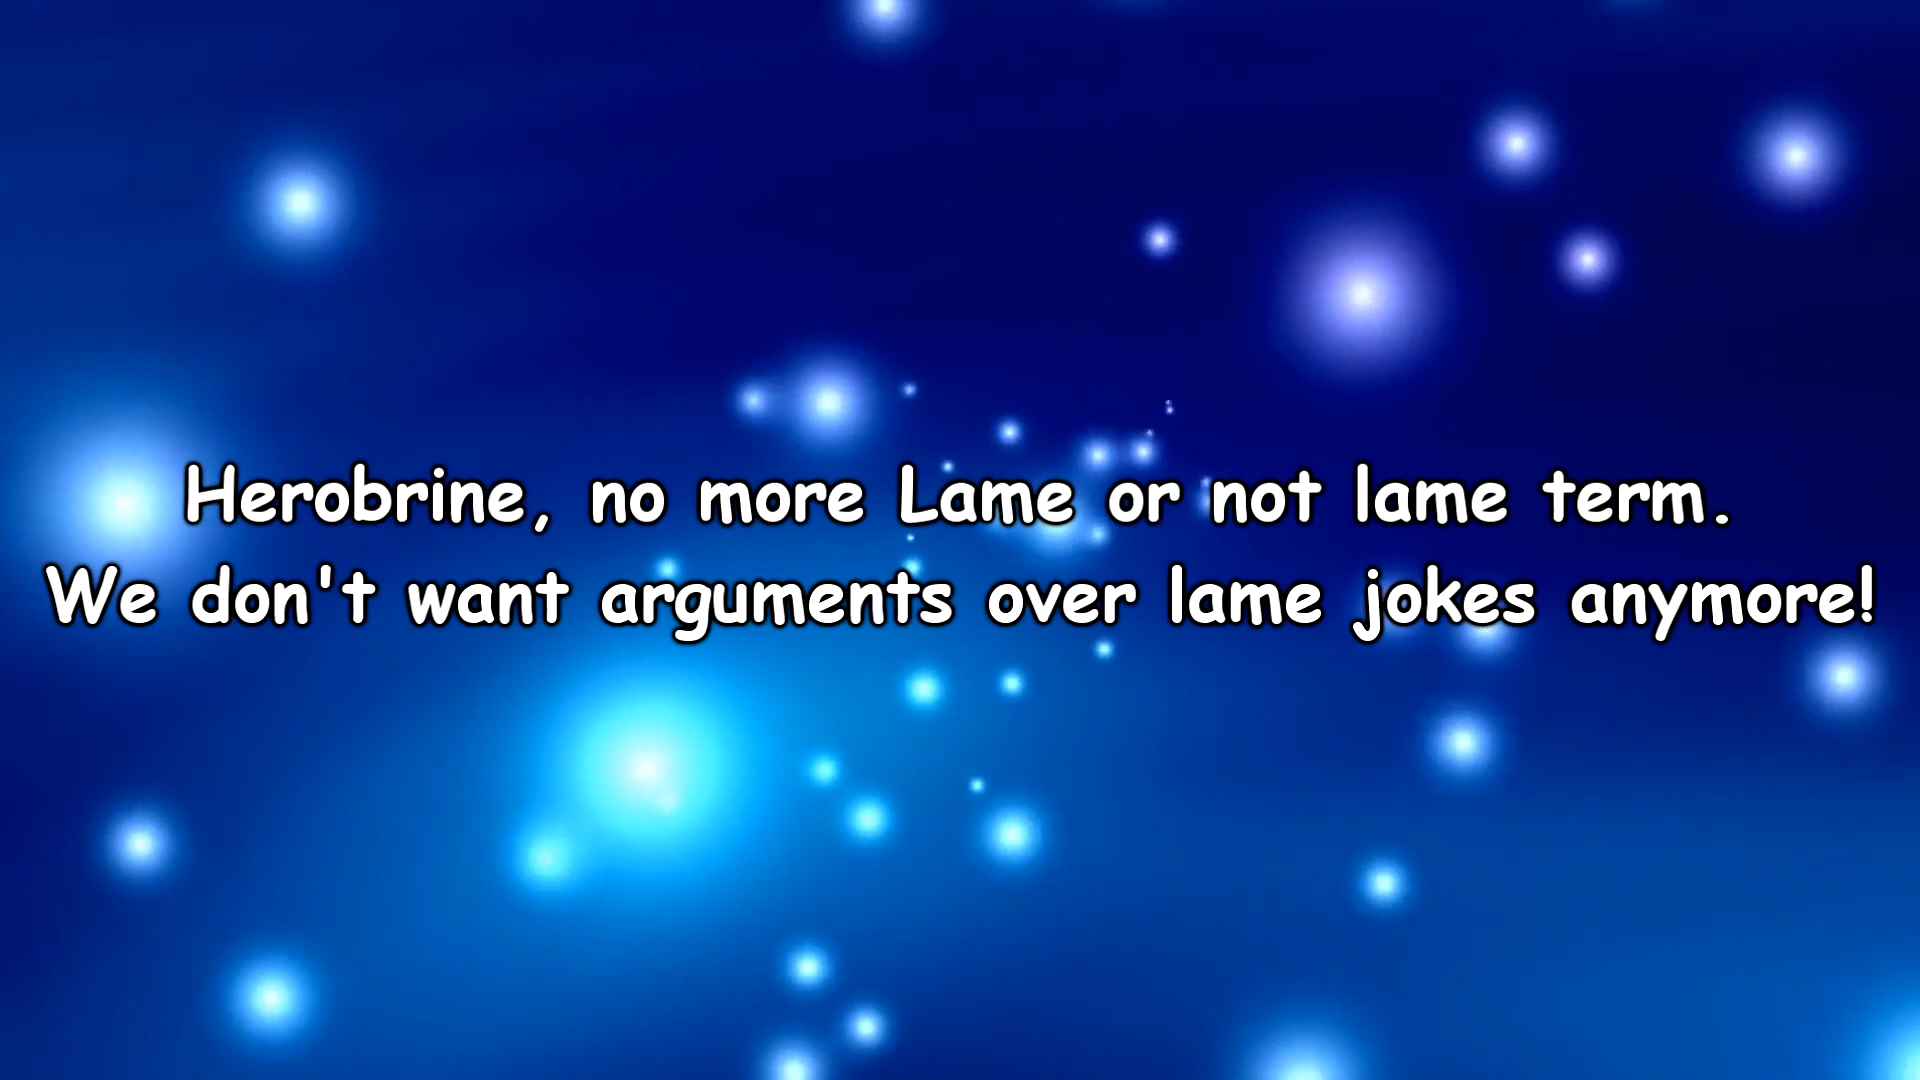 Herobrine, no more Lame or not lame term.
We don't want arguments over lame jokes anymore!